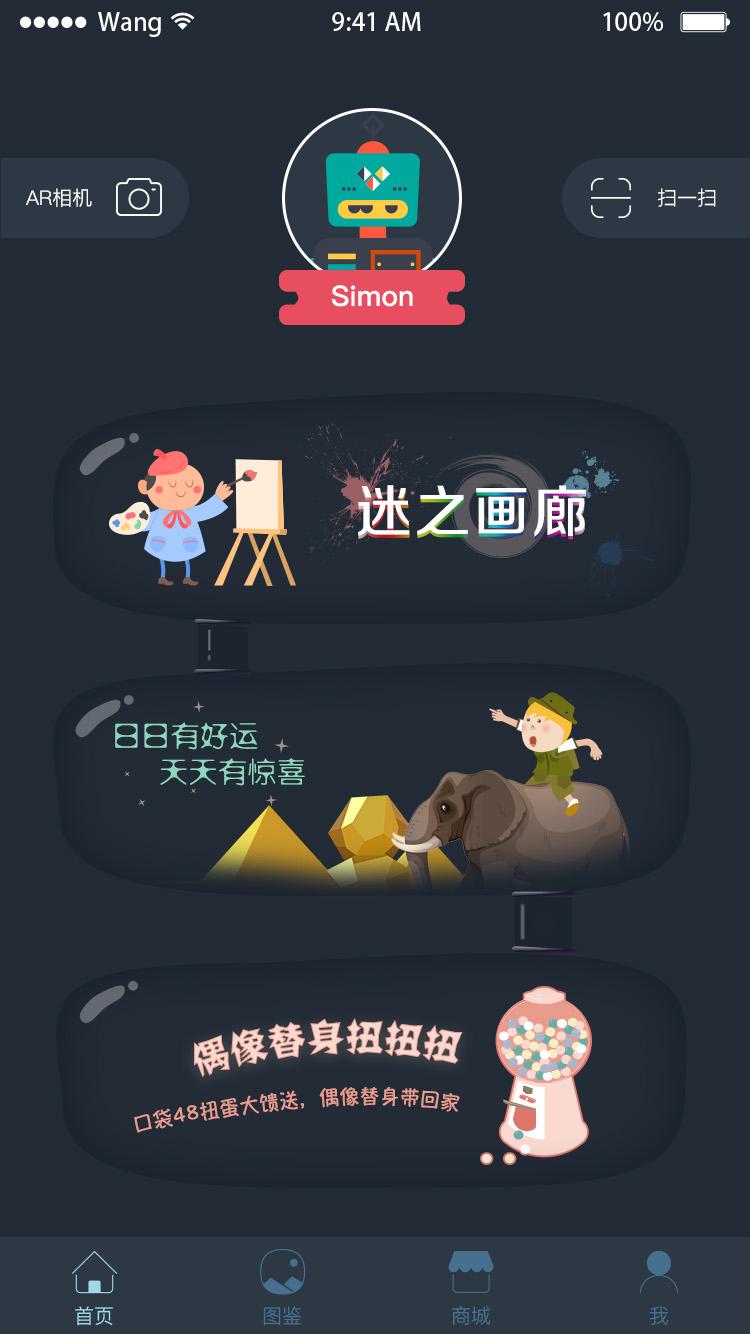 Wang 9:41 AM 100%
AR相机
扫一扫
Simon
迷之画廊
日日有好运
天天有惊喜
偶像替身扭扭扭
口袋48扭蛋大馈送，偶像替身带回家
首页 图鉴 商城 我